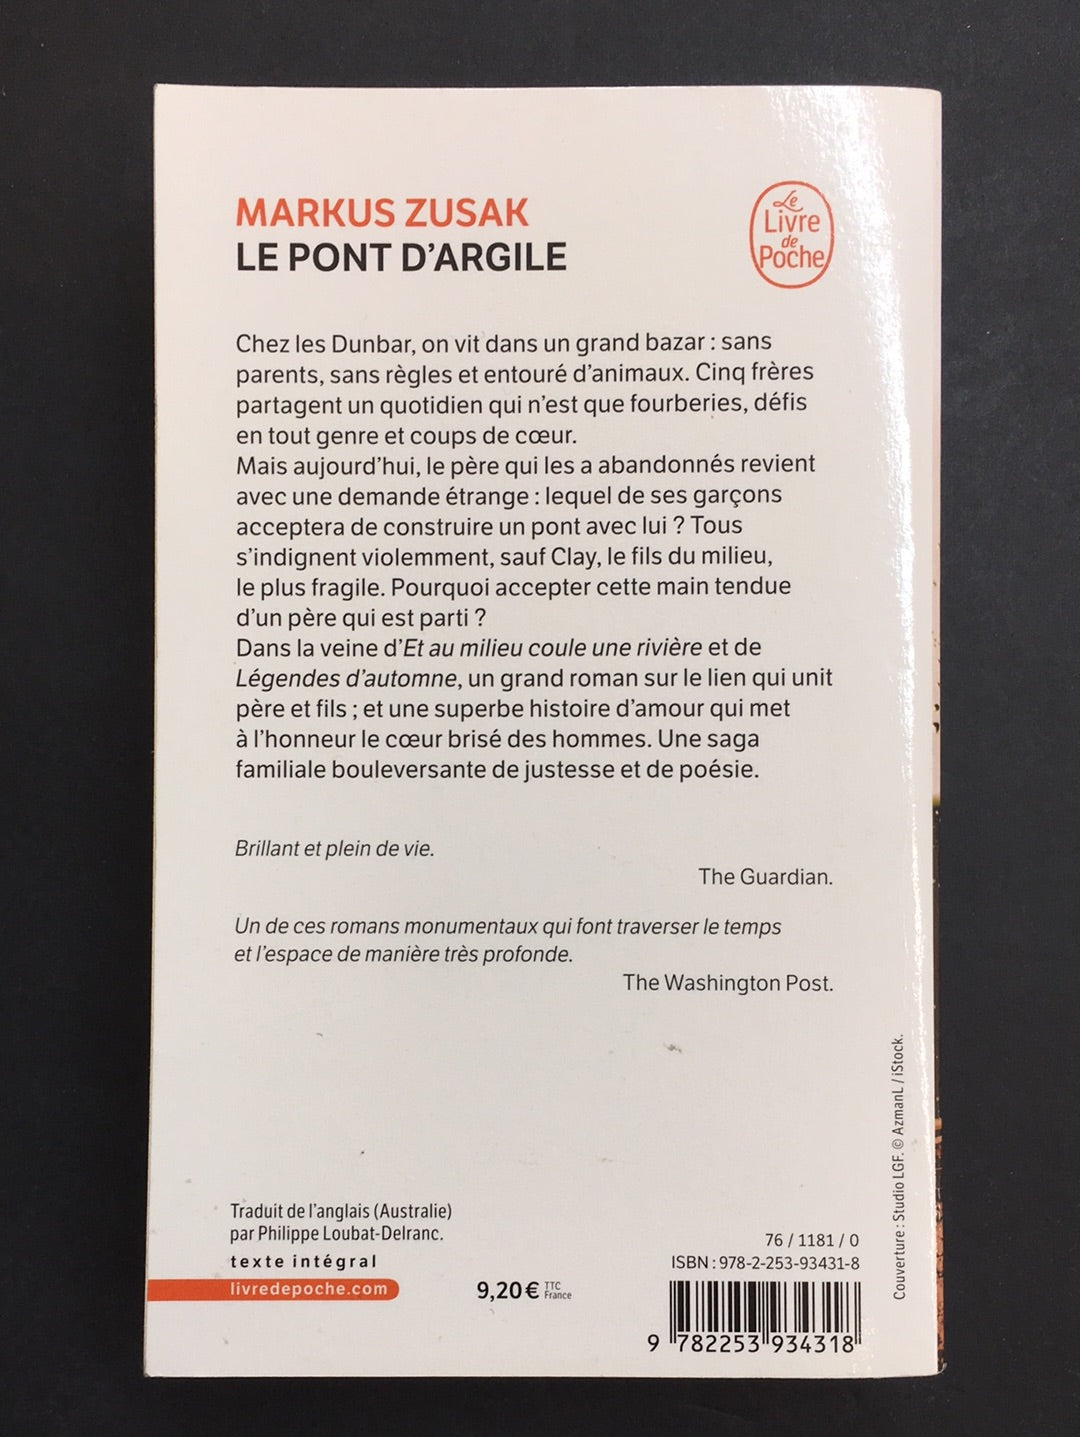 MARKUS ZUSAK
LE PONT D'ARGILE
Le
Livre
de
Poche
Chez les Dunbar, on vit dans un grand bazar : sans
parents, sans règles et entouré d'animaux. Cinq frères
partagent un quotidien qui n'est que fourberies, défis
en tout genre et coups de cœur.
Mais aujourd'hui, le père qui les a abandonnés revient
avec une demande étrange : lequel de ses garçons
acceptera de construire un pont avec lui ? Tous
s'indignent violemment, sauf Clay, le fils du milieu,
le plus fragile. Pourquoi accepter cette main tendue
d'un père qui est parti ?
Dans la veine d'Et au milieu coule une rivière et de
Légendes d'automne, un grand roman sur le lien qui unit
père et fils ; et une superbe histoire d'amour qui met
à l'honneur le cœur brisé des hommes. Une saga
familiale bouleversante de justesse et de poésie.
Brillant et plein de vie.
The Guardian.
Un de ces romans monumentaux qui font traverser le temps
et l'espace de manière très profonde.
The Washington Post.
Traduit de l'anglais (Australie)
par Philippe Loubat-Delranc.
texte intégral
livredepoche.com
9,20 € TTC
France
76 / 1181 / 0
ISBN : 978-2-253-93431-8
9 782253 934318
Couverture : Studio LGF. © AzmanL / iStock.